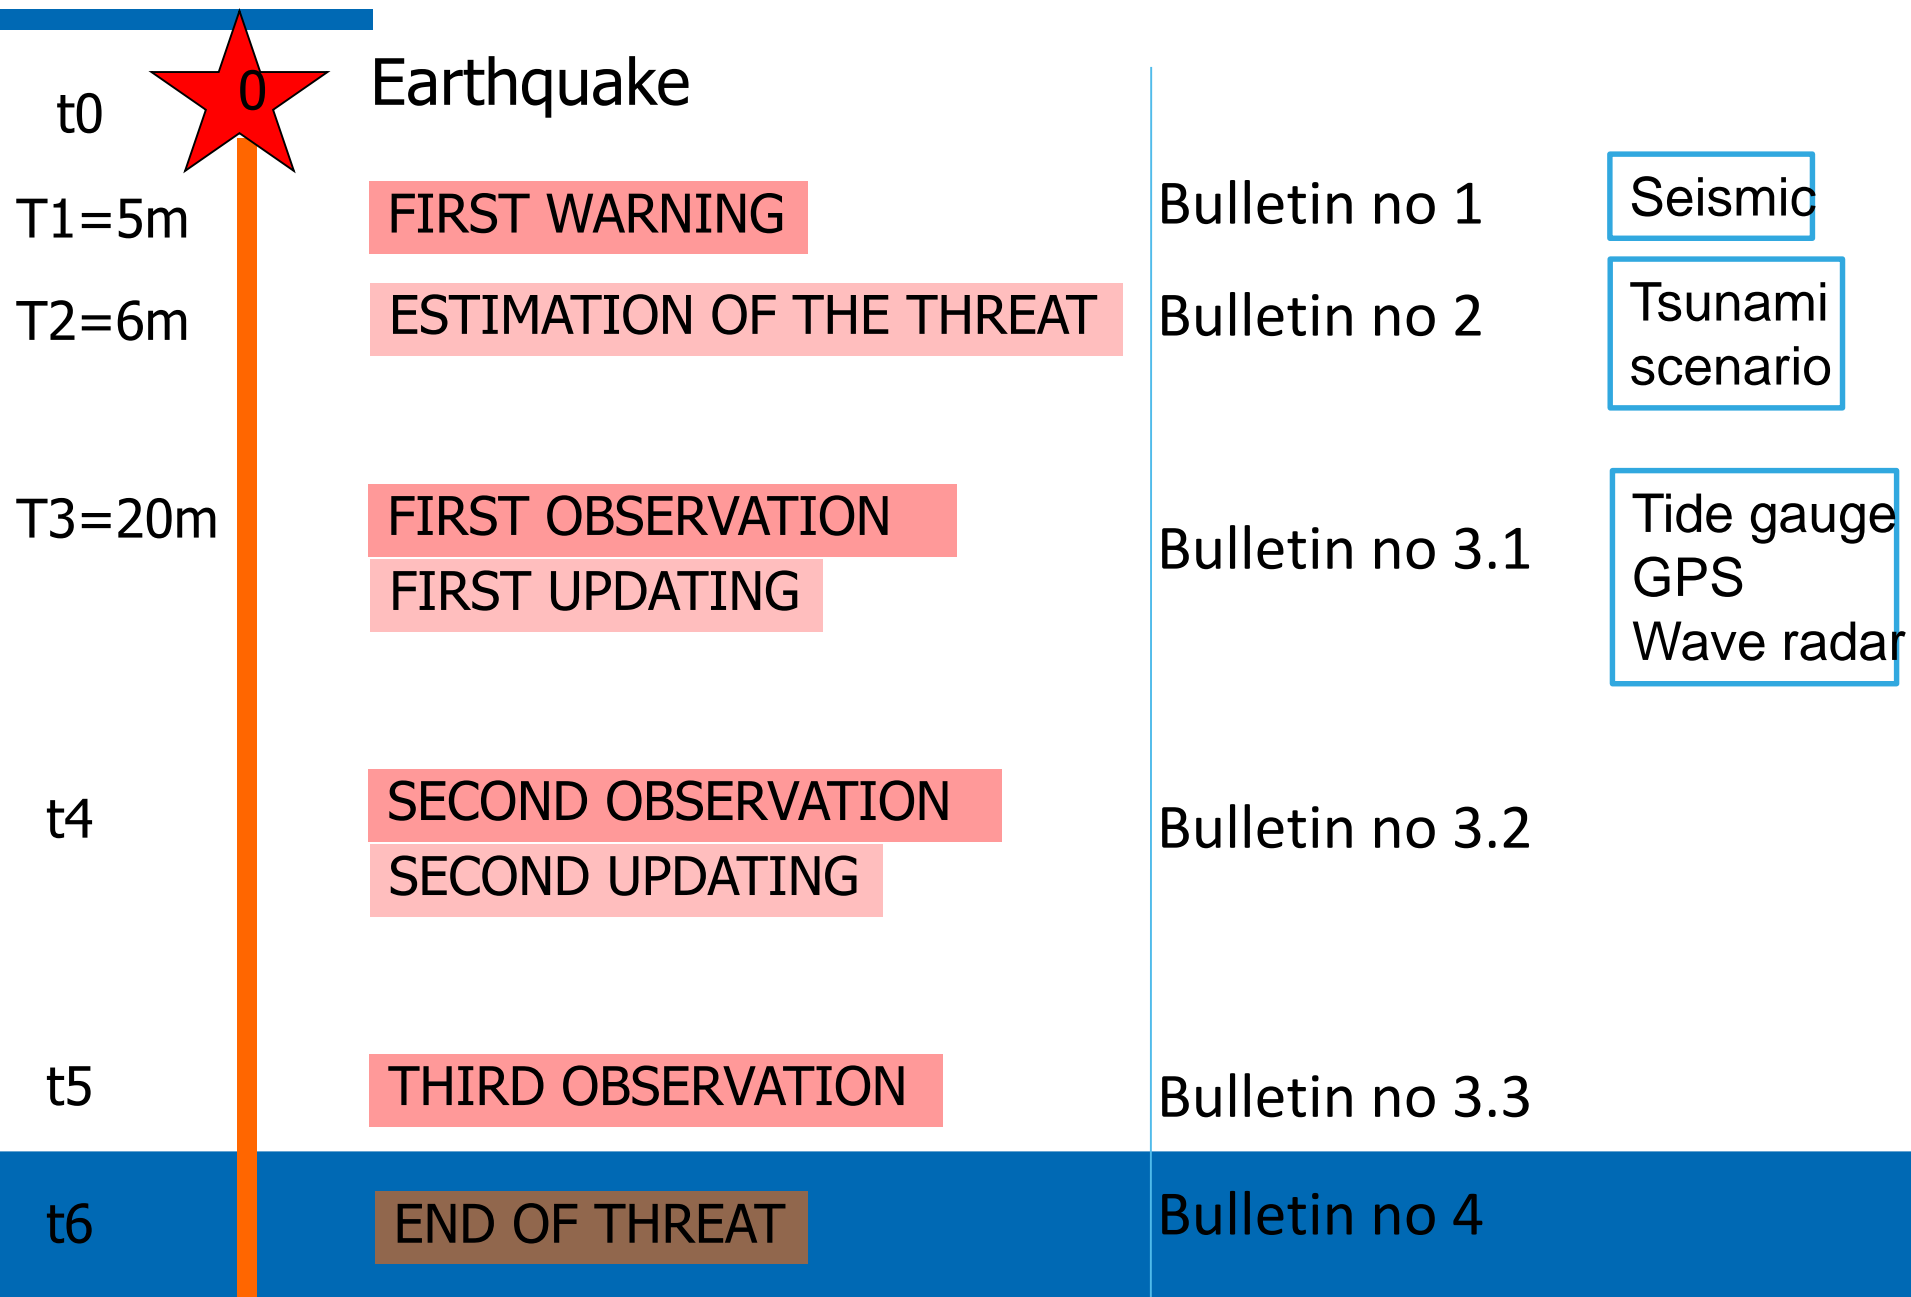 0
t0
Earthquake
T1=5m
FIRST WARNING
Bulletin no 1
Seismic
T2=6m
ESTIMATION OF THE THREAT
Bulletin no 2
Tsunami
scenario
T3=20m
FIRST OBSERVATION
FIRST UPDATING
Bulletin no 3.1
Tide gauge
GPS
Wave radar
t4
SECOND OBSERVATION
SECOND UPDATING
Bulletin no 3.2
t5
THIRD OBSERVATION
Bulletin no 3.3
t6
END OF THREAT
Bulletin no 4